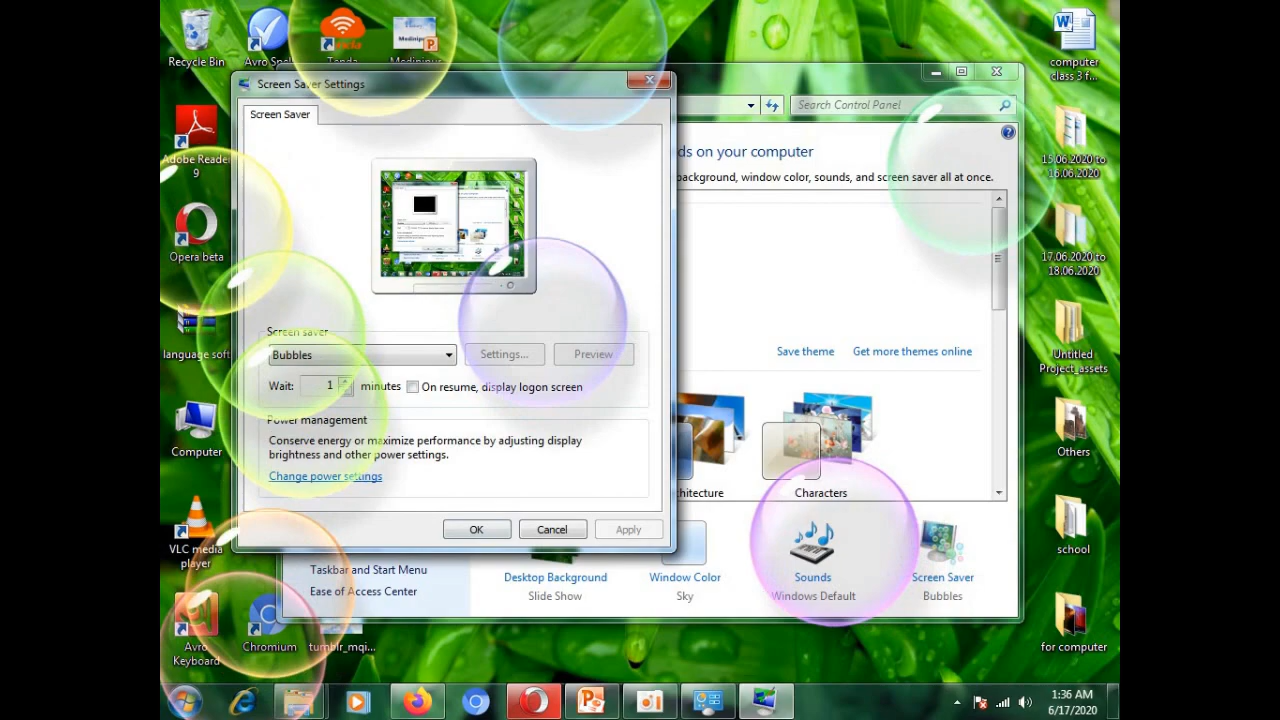 Recycle Bin
Avro Spel
Tenda
Medinipu
Medinipu
computer
class 3 f...
Adobe Reade
9
Opera beta
language soft
Computer
VLC media
player
Avro
Keyboard
Chromium
tumblr_mqi...
15.06.2020 to
16.06.2020
17.06.2020 to
18.06.2020
Untitled
Project_assets
Others
school
for computer
Screen Saver Settings
Screen Saver
Screen saver
Bubbles
Settings...
Preview
Wait:
1
minutes
On resume, display logon screen
Power management
Conserve energy or maximize performance by adjusting display
brightness and other power settings.
Change power settings
OK
Cancel
Apply
Search Control Panel
ds on your computer
background, window color, sounds, and screen saver all at once.
Save theme
Get more themes online
hitecture
Characters
Taskbar and Start Menu
Ease of Access Center
Desktop Background
Slide Show
Window Color
Sky
Sounds
Windows Default
Screen Saver
Bubbles
1:36 AM
6/17/2020